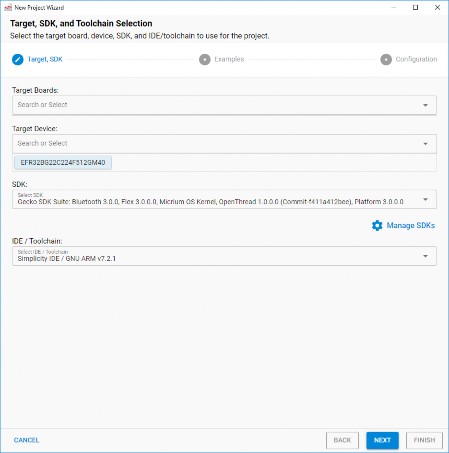 New Project Wizard
Target, SDK, and Toolchain Selection
Select the target board, device, SDK, and IDE/toolchain to use for the project.
Target, SDK
Examples
Configuration
Target Boards:
Search or Select
Target Device:
Search or Select
EFR32BG22C224F512GM40
SDK:
Select SDK
Gecko SDK Suite: Bluetooth 3.0.0, Flex 3.0.0.0, Micrium OS Kernel, OpenThread 1.0.0.0 (Commit-f411a412bee), Platform 3.0.0.0
Manage SDKs
IDE / Toolchain:
Select IDE / Toolchain
Simplicity IDE / GNU ARM v7.2.1
CANCEL
BACK
NEXT
FINISH